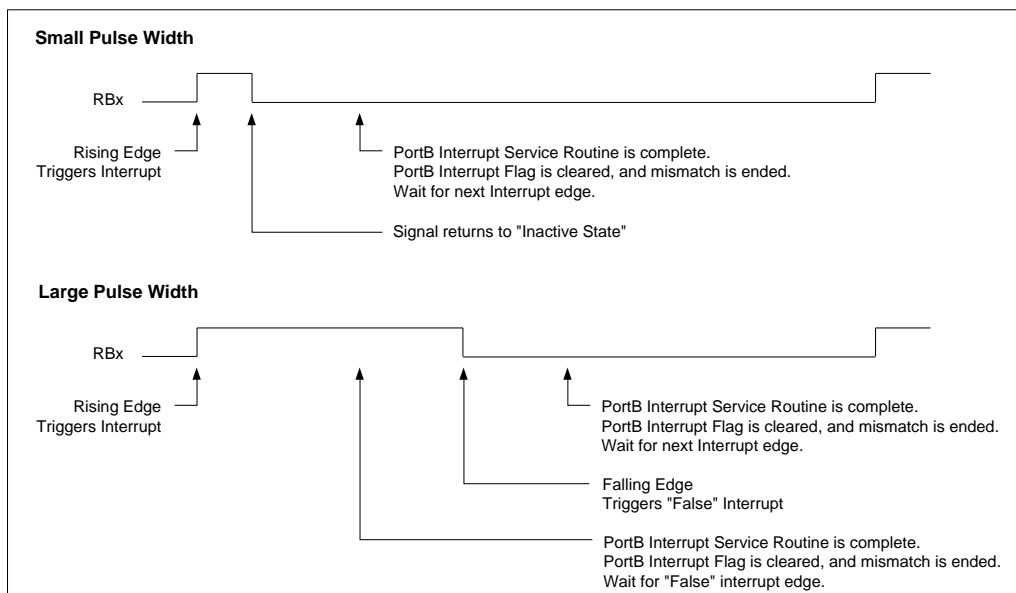 Small Pulse Width
RBx
Rising Edge
Triggers Interrupt
PortB Interrupt Service Routine is complete.
PortB Interrupt Flag is cleared, and mismatch is ended.
Wait for next Interrupt edge.
Signal returns to "Inactive State"
Large Pulse Width
RBx
Rising Edge
Triggers Interrupt
PortB Interrupt Service Routine is complete.
PortB Interrupt Flag is cleared, and mismatch is ended.
Wait for next Interrupt edge.
Falling Edge
Triggers "False" Interrupt
PortB Interrupt Service Routine is complete.
PortB Interrupt Flag is cleared, and mismatch is ended.
Wait for "False" interrupt edge.